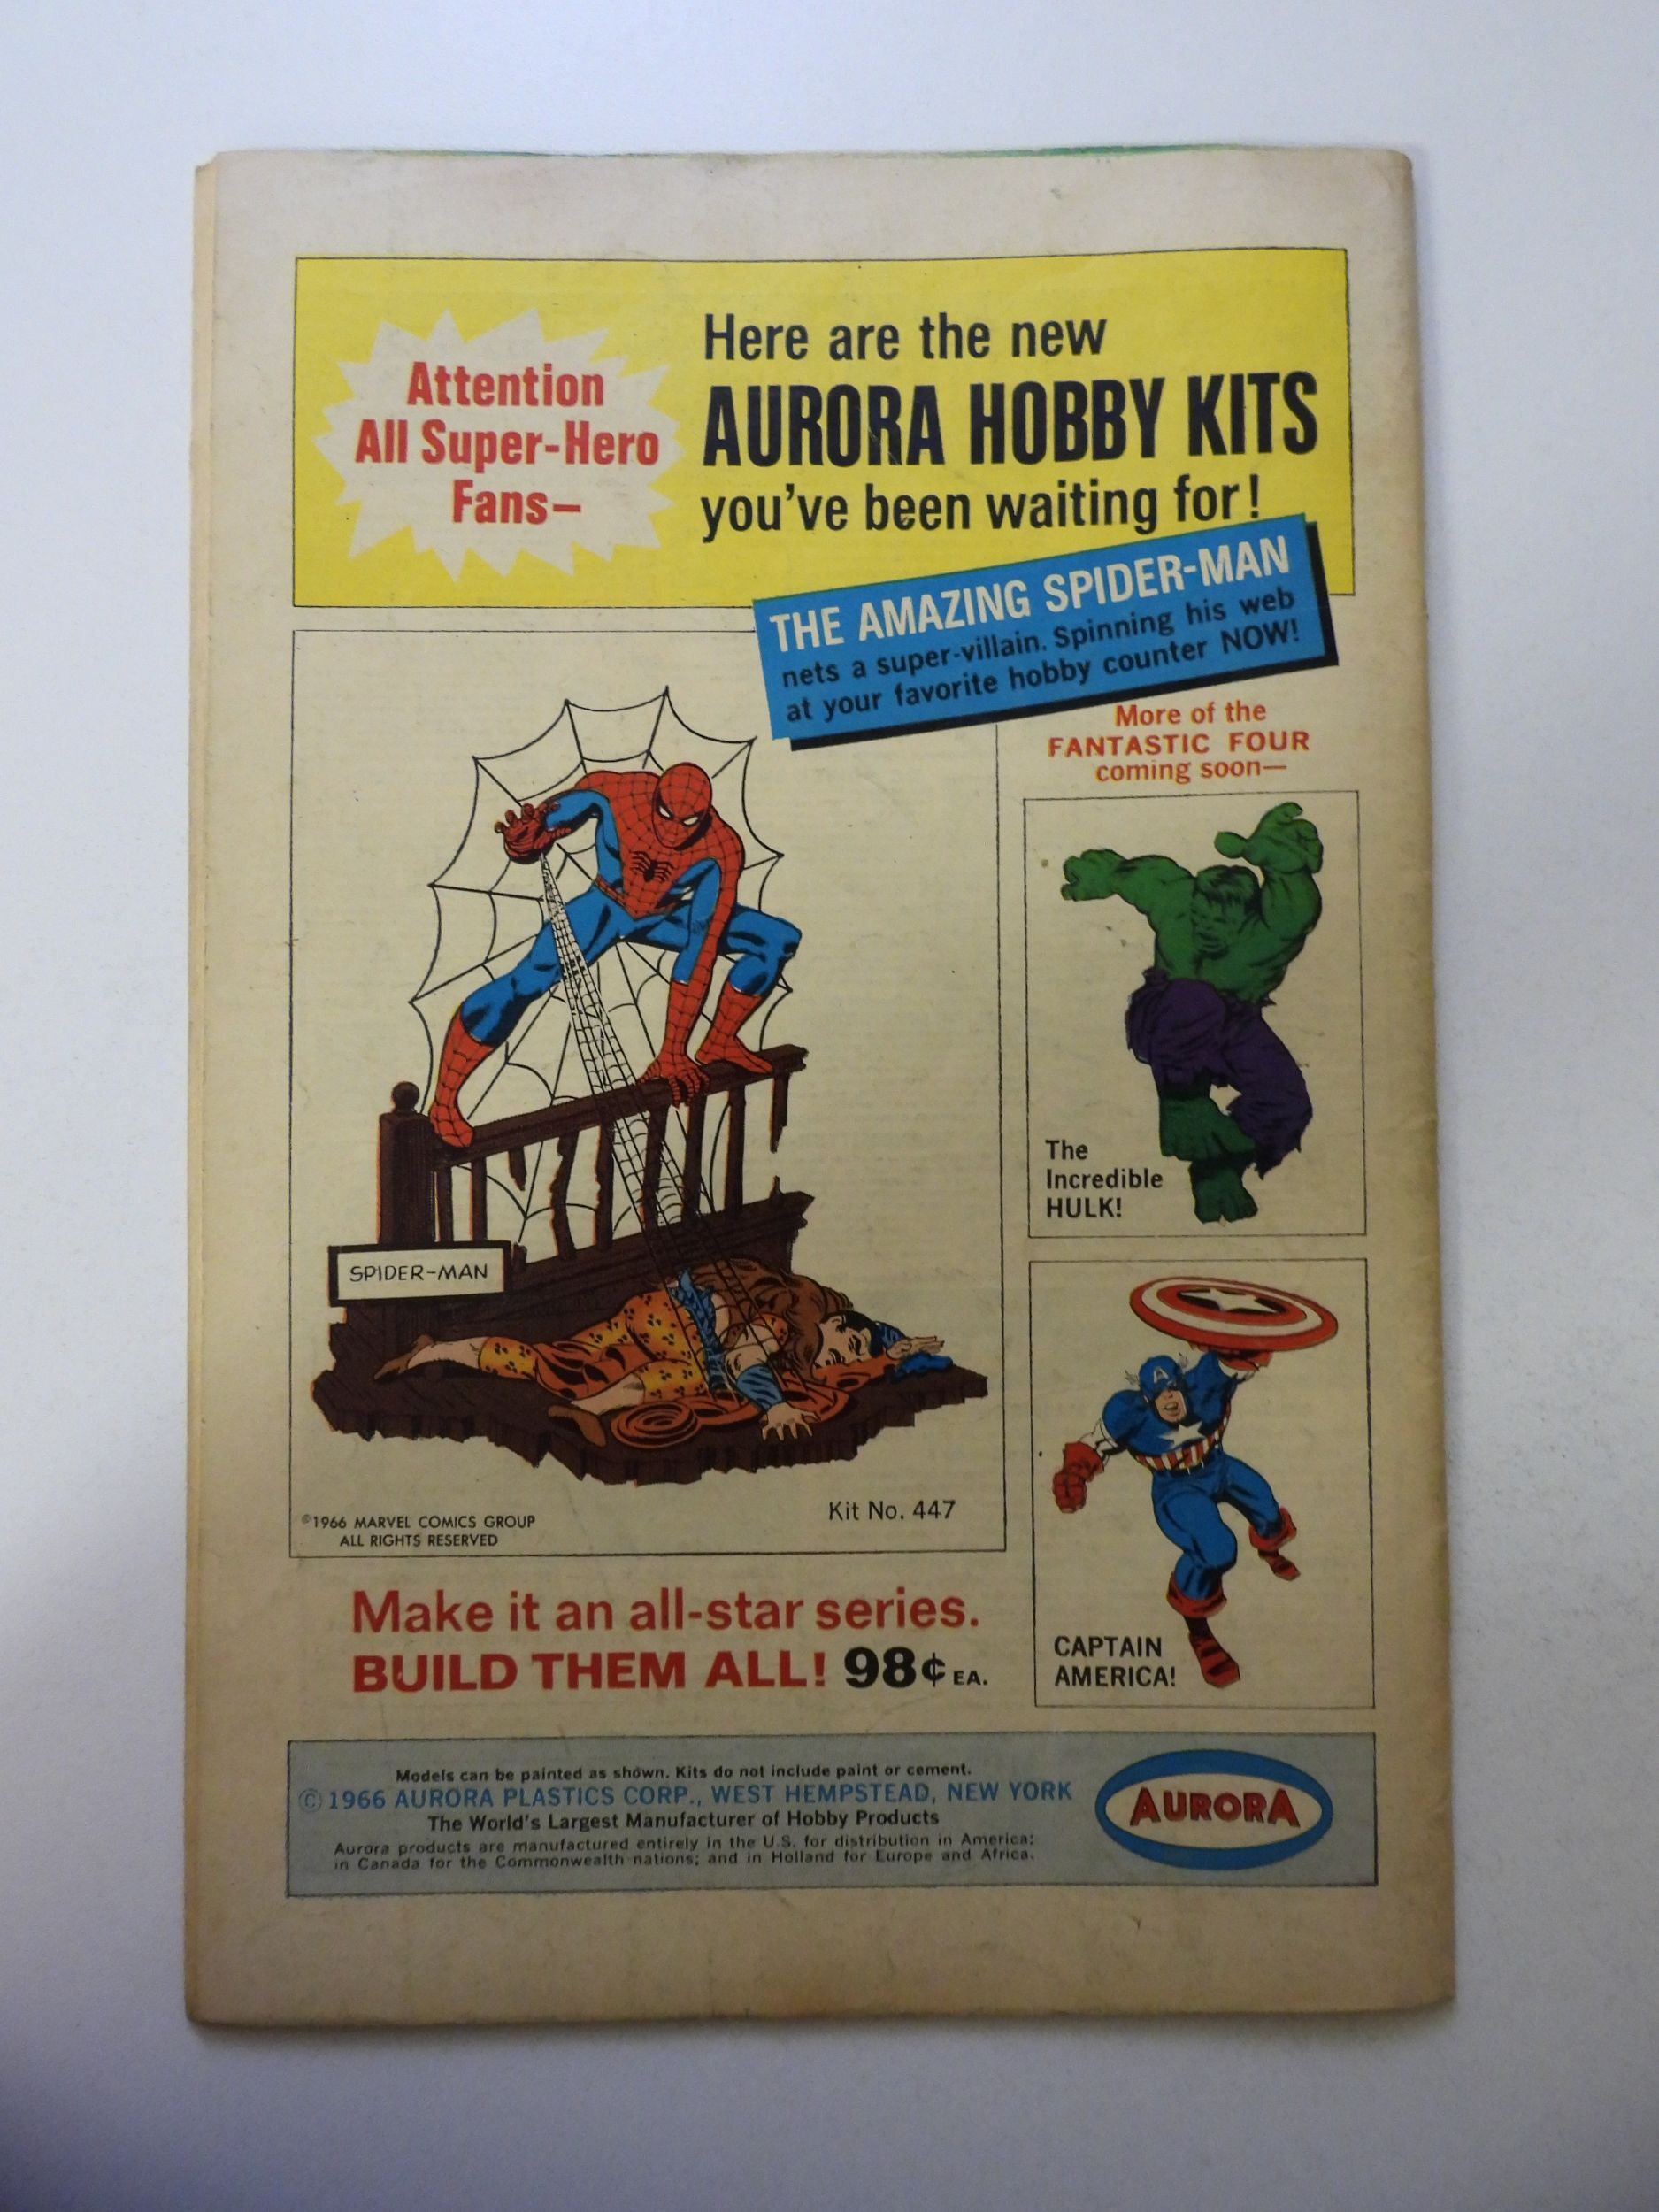 Attention
All Super-Hero
Fans—
Here are the new
AURORA HOBBY KITS
you've been waiting for!
THE AMAZING SPIDER-MAN
nets a super-villain. Spinning his web
at your favorite hobby counter NOW!
More of the
FANTASTIC FOUR
coming soon—
SPIDER-MAN
©1966 MARVEL COMICS GROUP
ALL RIGHTS RESERVED
Kit No. 447
The
Incredible
HULK!
A
CAPTAIN
AMERICA!
Make it an all-star series.
BUILD THEM ALL! 98¢ EA.
Models can be painted as shown. Kits do not include paint or cement.
©1966 AURORA PLASTICS CORP., WEST HEMPSTEAD, NEW YORK
The World's Largest Manufacturer of Hobby Products
Aurora products are manufactured entirely in the U.S. for distribution in America;
in Canada for the Commonwealth nations; and in Holland for Europe and Africa.
AURORA